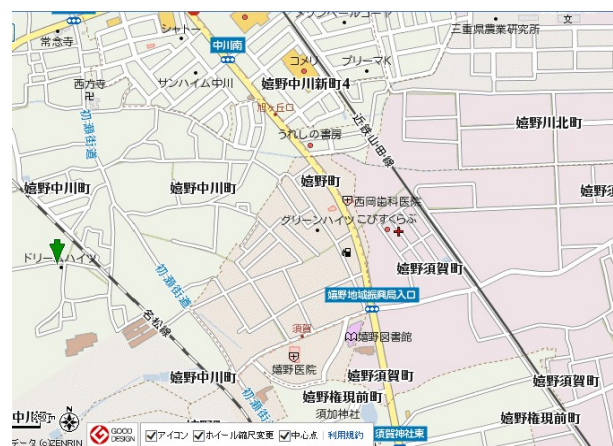 常念寺
シャトー
中川南
コメリ
プリーマK
三重県農業研究所
文
西方寺
サンハイム中川
嬉野中川新町4
旭ヶ丘口
近鉄山田線
初瀬街道
うれしの書房
嬉野川北町
嬉野中川町
嬉野中川町
嬉野町
西岡歯科医院
グリーンハイツ
こびすくらぶ
嬉野須賀町
ドリームハイツ
初瀬街道
嬉野地域振興局入口
名松線
須賀
嬉野図書館
嬉野医院
嬉野中川町
嬉野須賀町
嬉野権現前町
須加神社
初瀬街道
嬉野権現前町
須賀神社東
GOOD DESIGN
アイコン
ホイール縮尺変更
中心点
利用規約
データ (c)ZENRIN